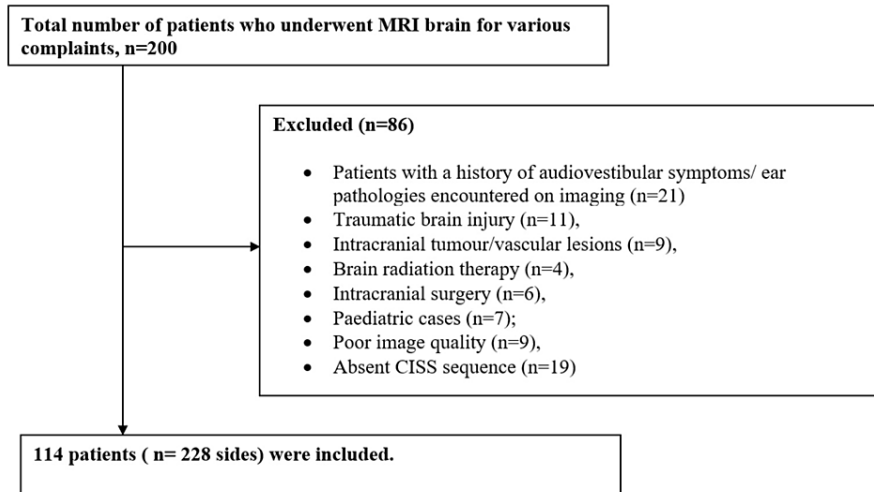 Total number of patients who underwent MRI brain for various
complaints, n=200
Excluded (n=86)
• Patients with a history of audiovestibular symptoms/ ear
pathologies encountered on imaging (n=21)
• Traumatic brain injury (n=11),
• Intracranial tumour/vascular lesions (n=9),
• Brain radiation therapy (n=4),
• Intracranial surgery (n=6),
• Paediatric cases (n=7);
• Poor image quality (n=9),
• Absent CISS sequence (n=19)
114 patients ( n= 228 sides) were included.